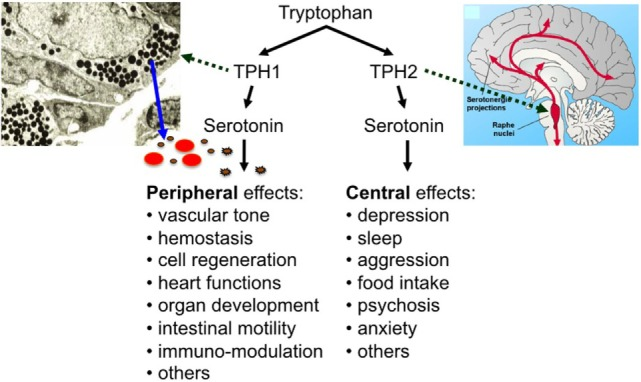 Tryptophan
TPH1
TPH2
Serotonergic
projections
Raphe
nuclei
Serotonin
Serotonin
Peripheral effects:
• vascular tone
• hemostasis
• cell regeneration
• heart functions
• organ development
• intestinal motility
• immuno-modulation
• others
Central effects:
• depression
• sleep
• aggression
• food intake
• psychosis
• anxiety
• others